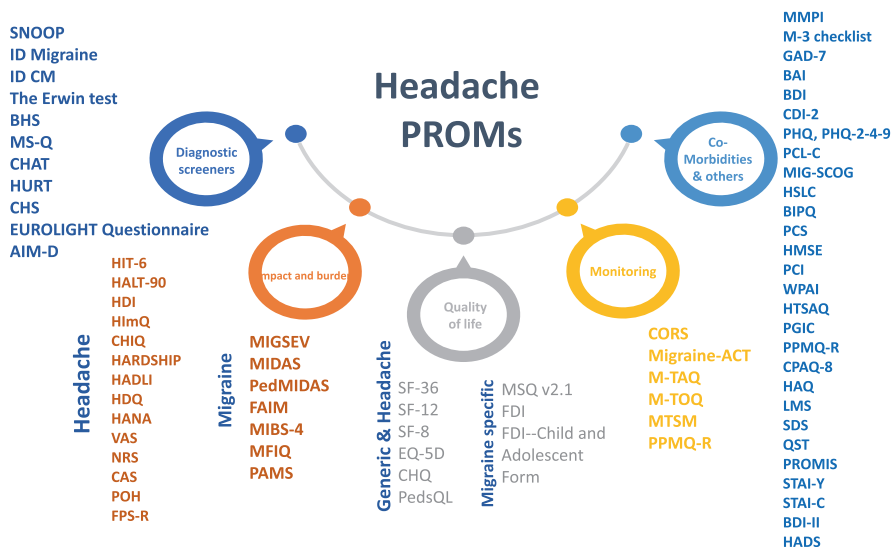 Headache
PROMs
SNOOP
ID Migraine
ID CM
The Erwin test
BHS
MS-Q
CHAT
HURT
CHS
EUROLIGHT Questionnaire
AIM-D
Diagnostic
screeners
Headache
HIT-6
HALT-90
HDI
HImQ
CHIQ
HARDSHIP
HADLI
HDQ
HANA
VAS
NRS
CAS
POH
FPS-R
mpact and burden
Migraine
MIGSEV
MIDAS
PedMIDAS
FAIM
MIBS-4
MFIQ
PAMS
Quality
of life
Generic & Headache
SF-36
SF-12
SF-8
EQ-5D
CHQ
PedsQL
Migraine specific
MSQ v2.1
FDI
FDI--Child and
Adolescent
Form
Monitoring
CORS
Migraine-ACT
M-TAQ
M-TOQ
MTSM
PPMQ-R
Co-
Morbidities
& others
MMPI
M-3 checklist
GAD-7
BAI
BDI
CDI-2
PHQ, PHQ-2-4-9
PCL-C
MIG-SCOG
HSLC
BIPQ
PCS
HMSE
PCI
WPAI
HTSAQ
PGIC
PPMQ-R
CPAQ-8
HAQ
LMS
SDS
QST
PROMIS
STAI-Y
STAI-C
BDI-II
HADS